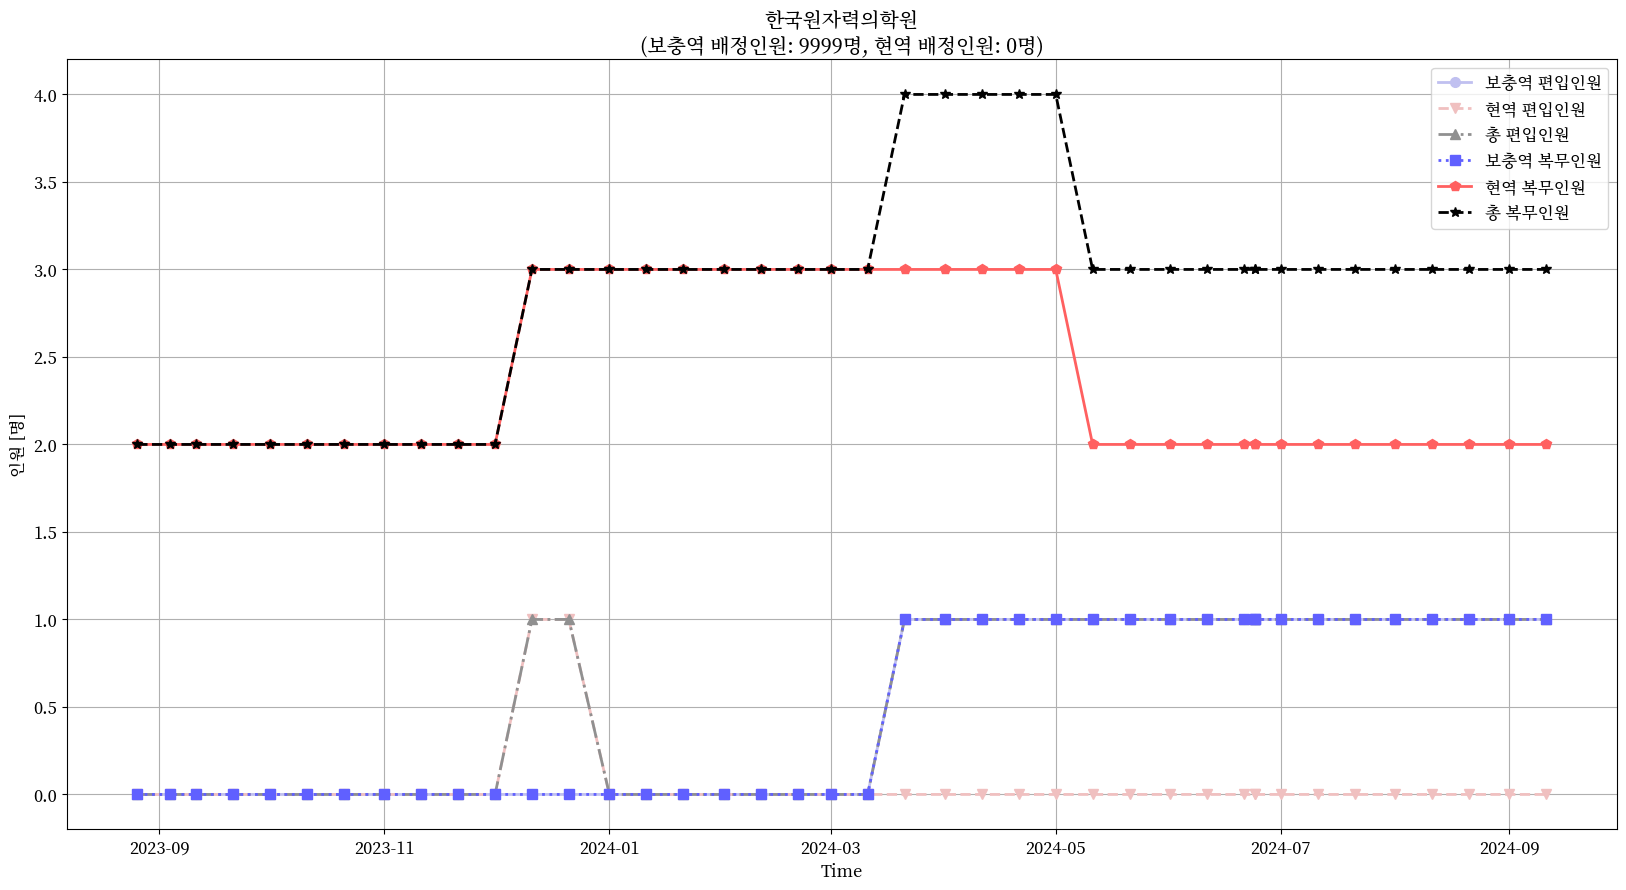 한국원자력의학원
(보충역 배정인원: 9999명, 현역 배정인원: 0명)
보충역 편입인원
현역 편입인원
총 편입인원
보충역 복무인원
현역 복무인원
총 복무인원
인원 [명]
4.0
3.5
3.0
2.5
2.0
1.5
1.0
0.5
0.0
2023-09
2023-11
2024-01
2024-03
2024-05
2024-07
2024-09
Time